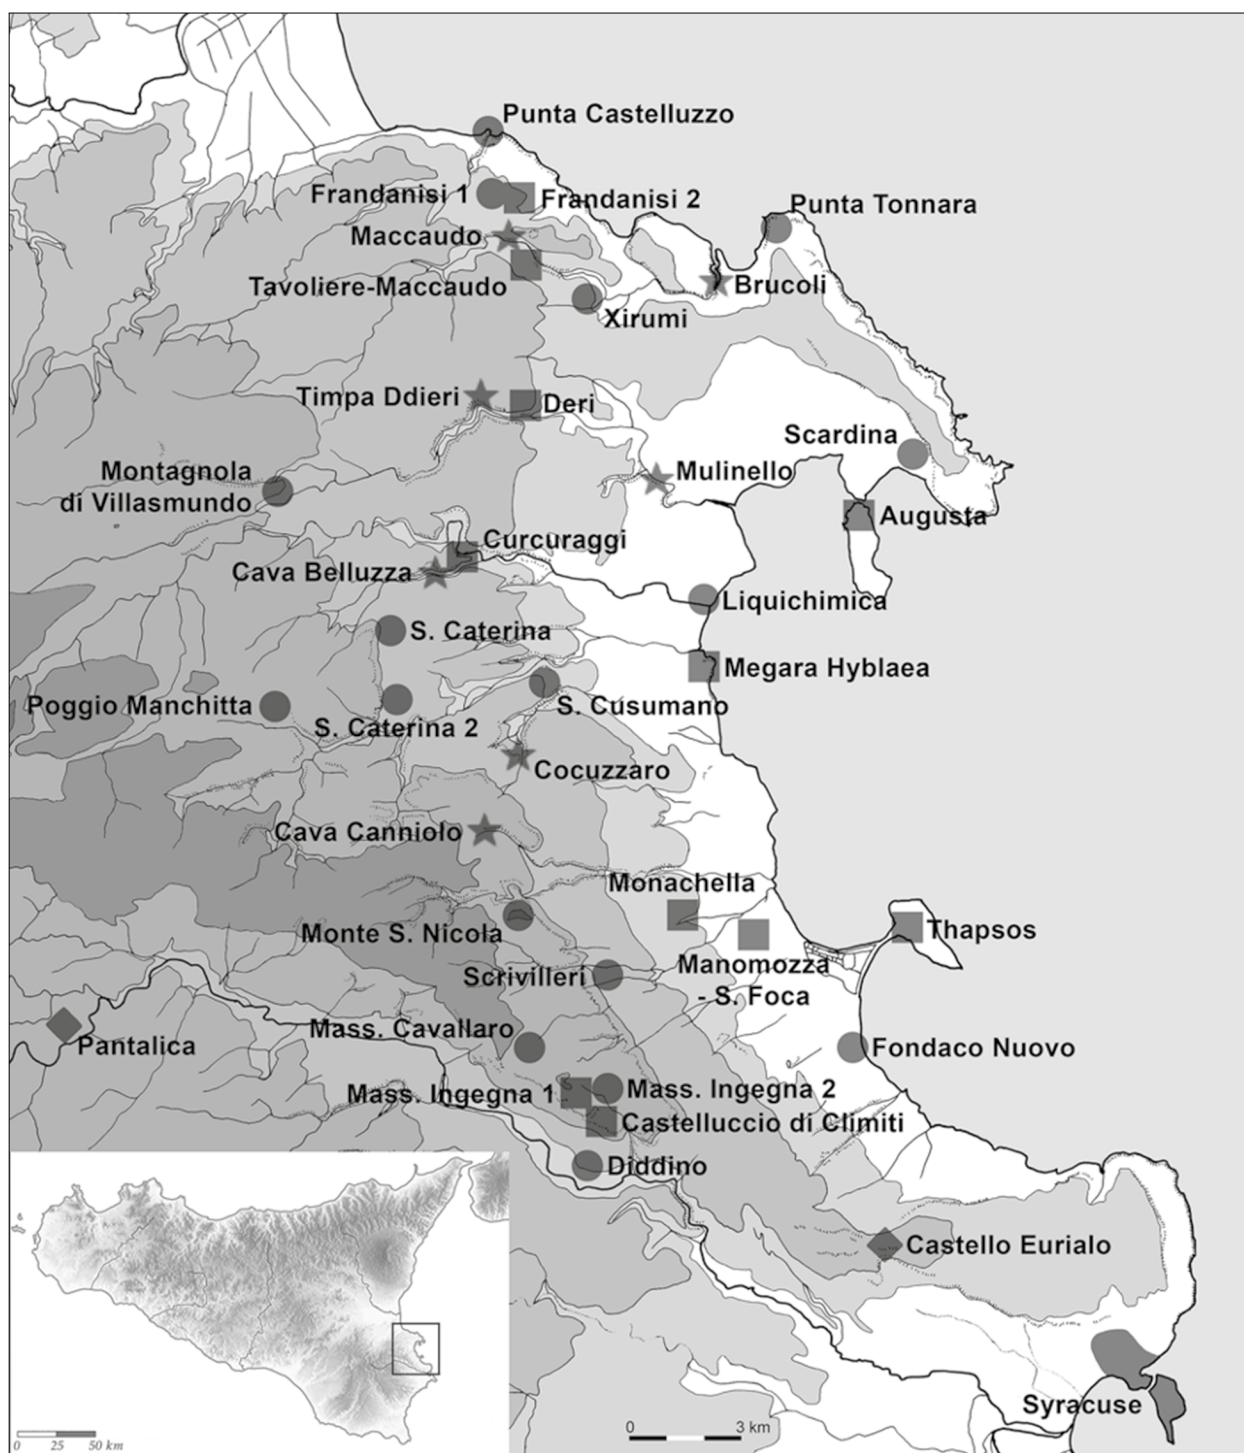 Punta Castelluzzo
Frandanisi 1
Frandanisi 2
Punta Tonnara
Maccaudo
Tavoliere-Maccaudo
Brucoli
Xirumi
Timpa Ddieri
Deri
Scardina
Montagnola
di Villasmundo
Mulinello
Augusta
Curcuraggi
Cava Belluzza
Liquichimica
S. Caterina
Megara Hyblaea
Poggio Manchitta
S. Caterina 2
S. Cusumano
Cocuzzaro
Cava Canniolo
Monachella
Monte S. Nicola
Thapsos
Scrivilleri
Manomozza
- S. Foca
Mass. Cavallaro
Pantalica
Fondaco Nuovo
Mass. Ingegna 1
Mass. Ingegna 2
Castelluccio di Climiti
Diddino
Castello Eurialo
Syracuse
0 3 km
0 25 50 km